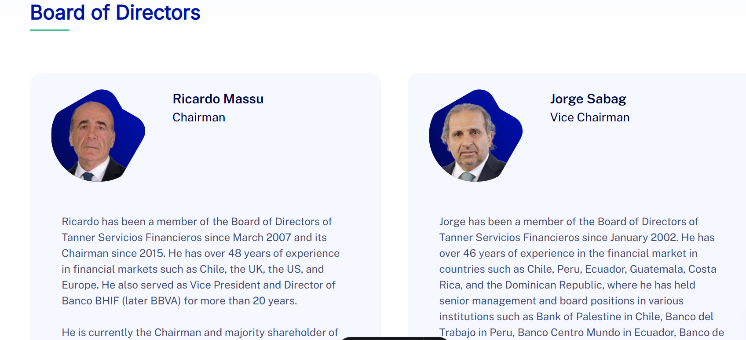 Board of Directors
Ricardo Massu
Chairman
Ricardo has been a member of the Board of Directors of
Tanner Servicios Financieros since March 2007 and its
Chairman since 2015. He has over 48 years of experience
in financial markets such as Chile, the UK, the US, and
Europe. He also served as Vice President and Director of
Banco BHIF (later BBVA) for more than 20 years.
He is currently the Chairman and majority shareholder of
Jorge Sabag
Vice Chairman
Jorge has been a member of the Board of Directors of
Tanner Servicios Financieros since January 2002. He has
over 46 years of experience in the financial market in
countries such as Chile, Peru, Ecuador, Guatemala, Costa
Rica, and the Dominican Republic, where he has held
senior management and board positions in various
institutions such as Bank of Palestine in Chile, Banco del
Trabajo in Peru, Banco Centro Mundo in Ecuador, Banco de